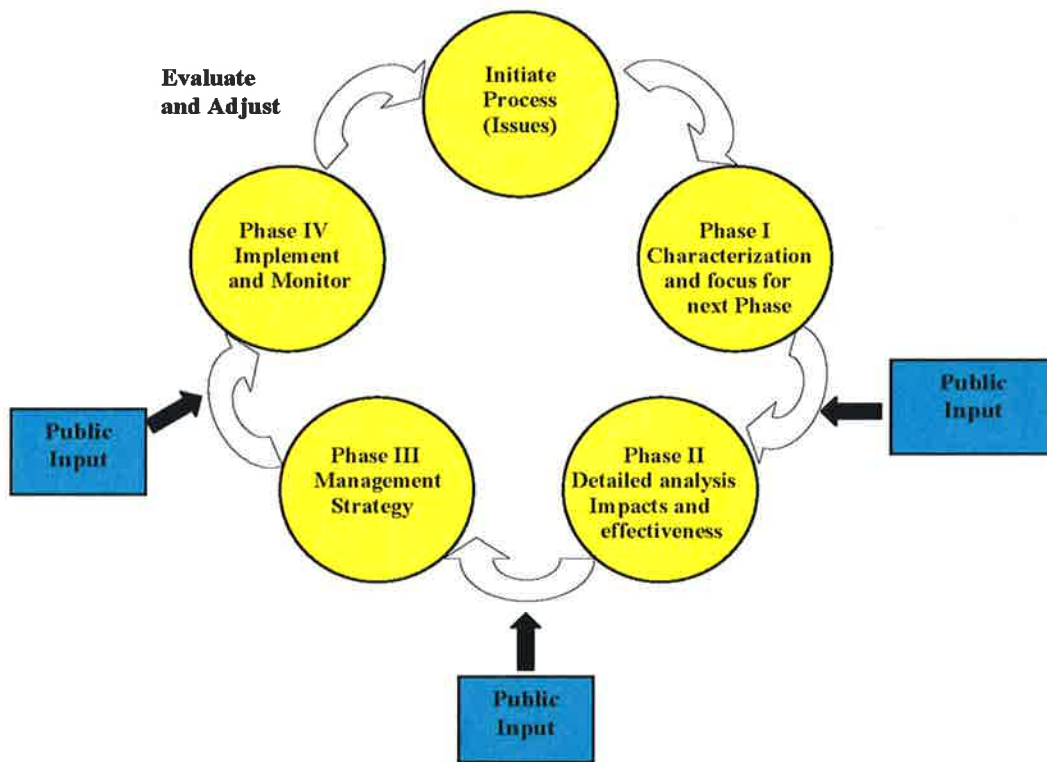 Evaluate
and Adjust
Initiate
Process
(Issues)
Phase I
Characterization
and focus for
next Phase
Public
Input
Phase II
Detailed analysis
Impacts and
effectiveness
Public
Input
Phase III
Management
Strategy
Public
Input
Phase IV
Implement
and Monitor